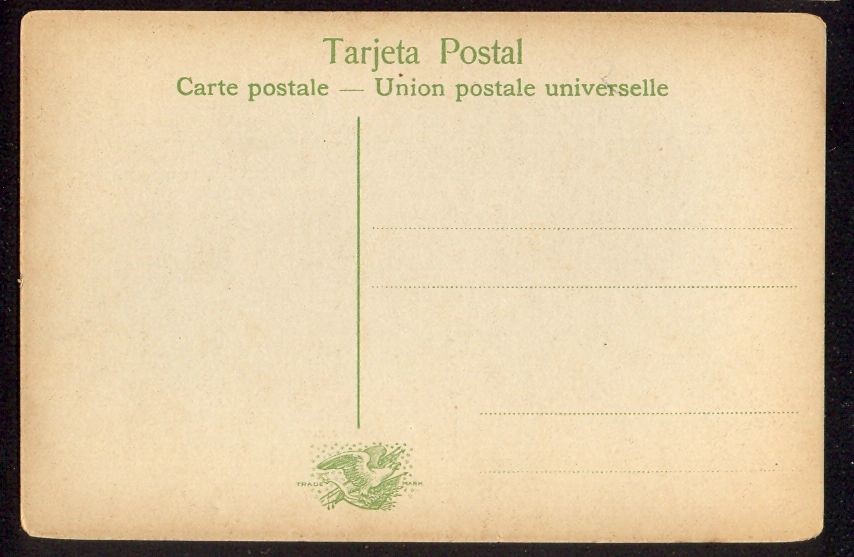 Tarjeta Postal
Carte postale — Union postale universelle
TRADE MARK